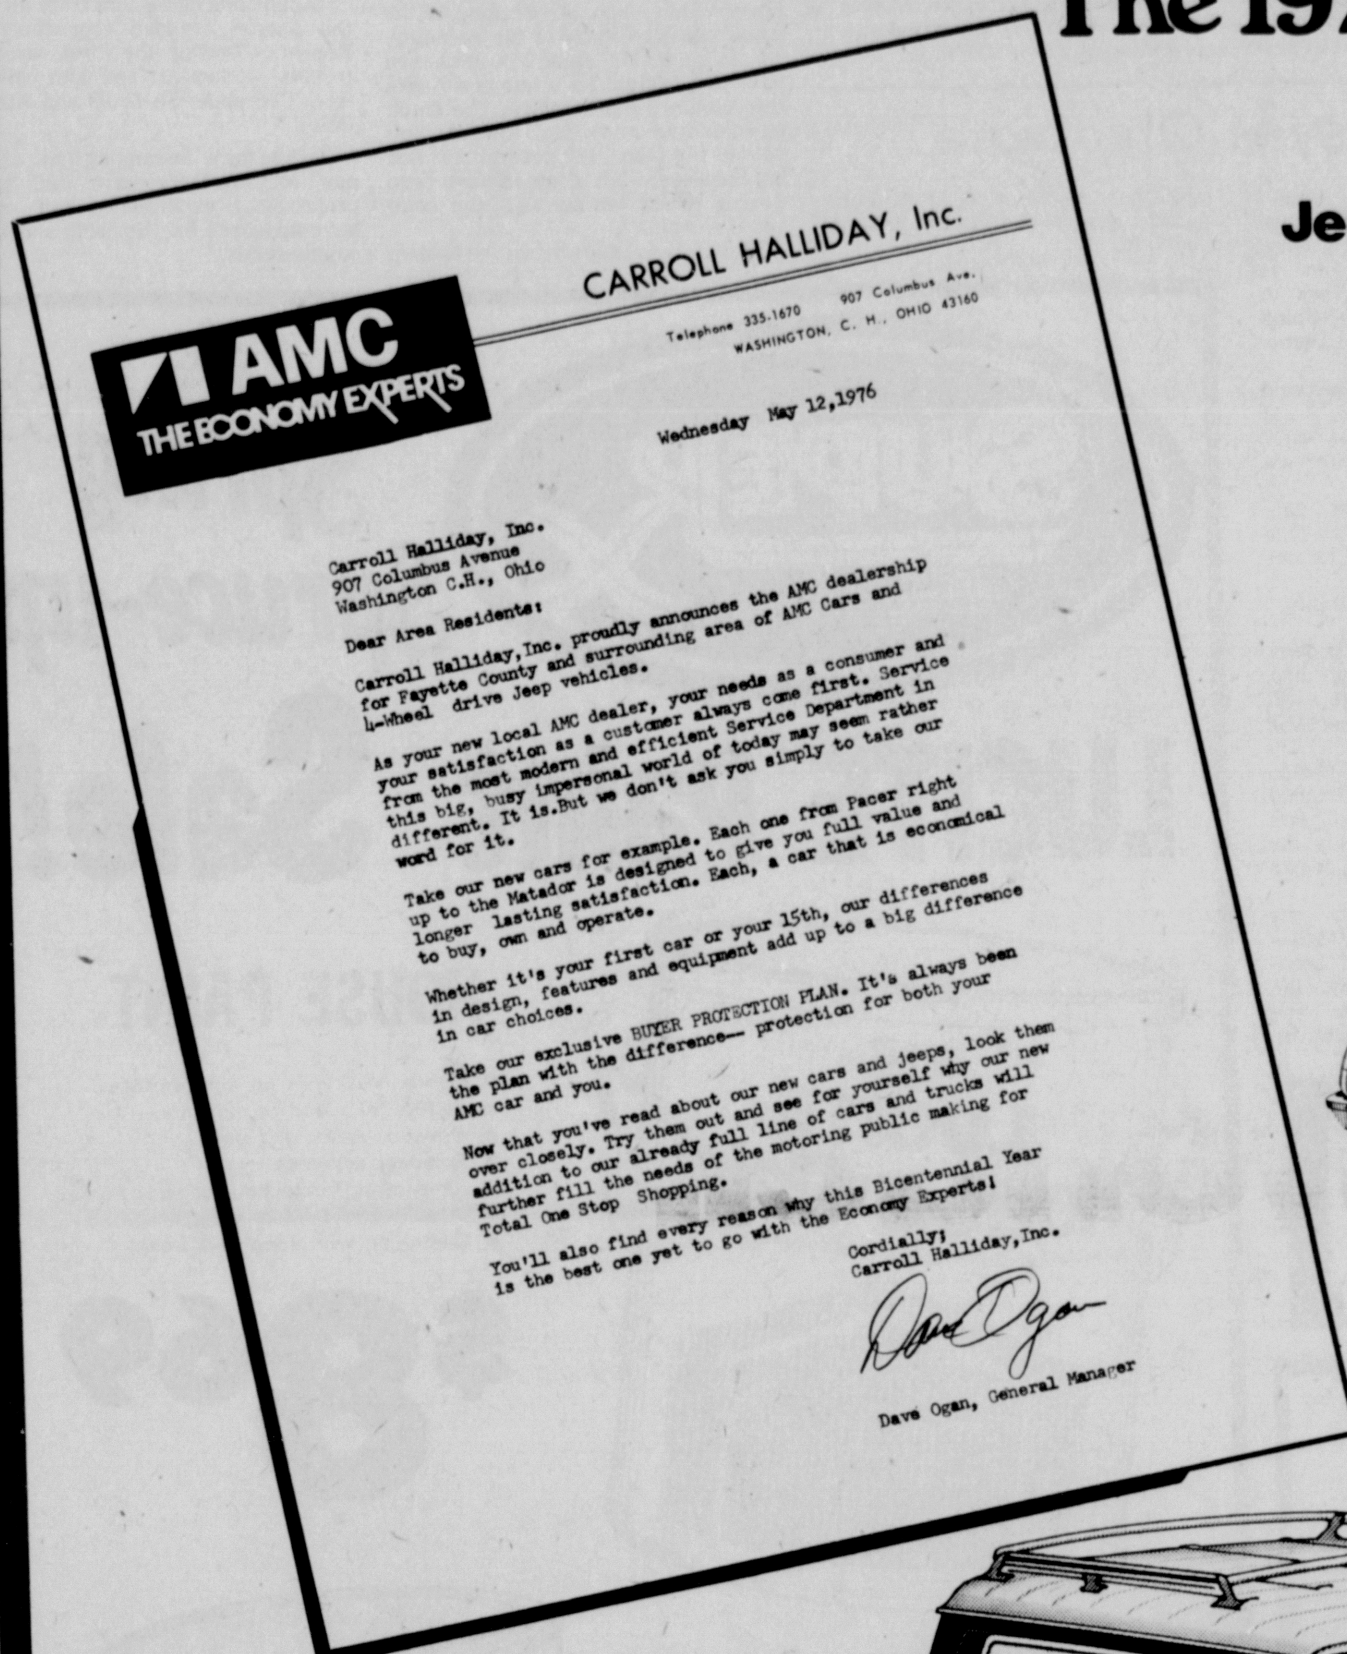 The 197
Je
CARROLL HALLIDAY, Inc.
Telephone 335-1670 907 Columbus Ave.
WASHINGTON, C. H., OHIO 43160
AMC
THE ECONOMY EXPERTS
Wednesday May 12,1976
Carroll Halliday, Inc.
907 Columbus Avenue
Washington C.H., Ohio
Dear Area Residents:
Carroll Halliday,Inc. proudly announces the AMC dealership
for Fayette County and surrounding area of AMC Cars and
4-Wheel drive Jeep vehicles.
As your new local AMC dealer, your needs as a consumer and
your satisfaction as a customer always come first. Service
from the most modern and efficient Service Department in
this big, busy impersonal world of today may seem rather
different. It is.But we don't ask you simply to take our
word for it.
Take our new cars for example. Each one from Pacer right
up to the Matador is designed to give you full value and
longer lasting satisfaction. Each, a car that is economical
to buy, own and operate.
Whether it's your first car or your 15th, our differences
in design, features and equipment add up to a big difference
in car choices.
Take our exclusive BUYER PROTECTION PLAN. It's always been
the plan with the difference-- protection for both your
AMC car and you.
Now that you've read about our new cars and jeeps, look them
over closely. Try them out and see for yourself why our new
addition to our already full line of cars and trucks will
further fill the needs of the motoring public making for
Total One Stop Shopping.
You'll also find every reason why this Bicentennial Year
is the best one yet to go with the Economy Experts!
Cordially;
Carroll Halliday,Inc.
Dave Ogan
Dave Ogan, General Manager